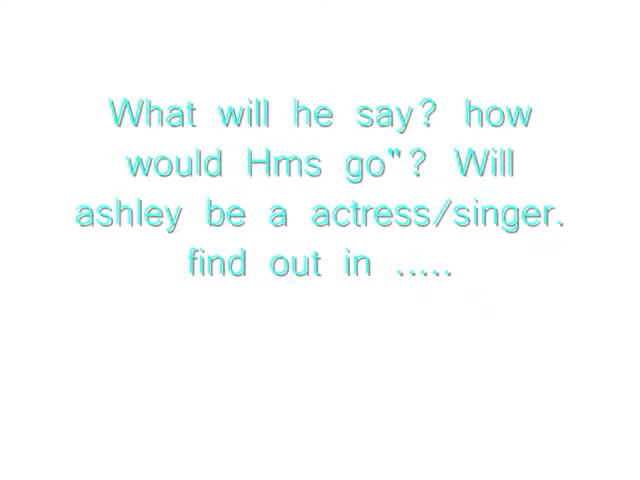 What will he say? how
would Hms go"? Will
ashley be a actress/singer.
find out in .....